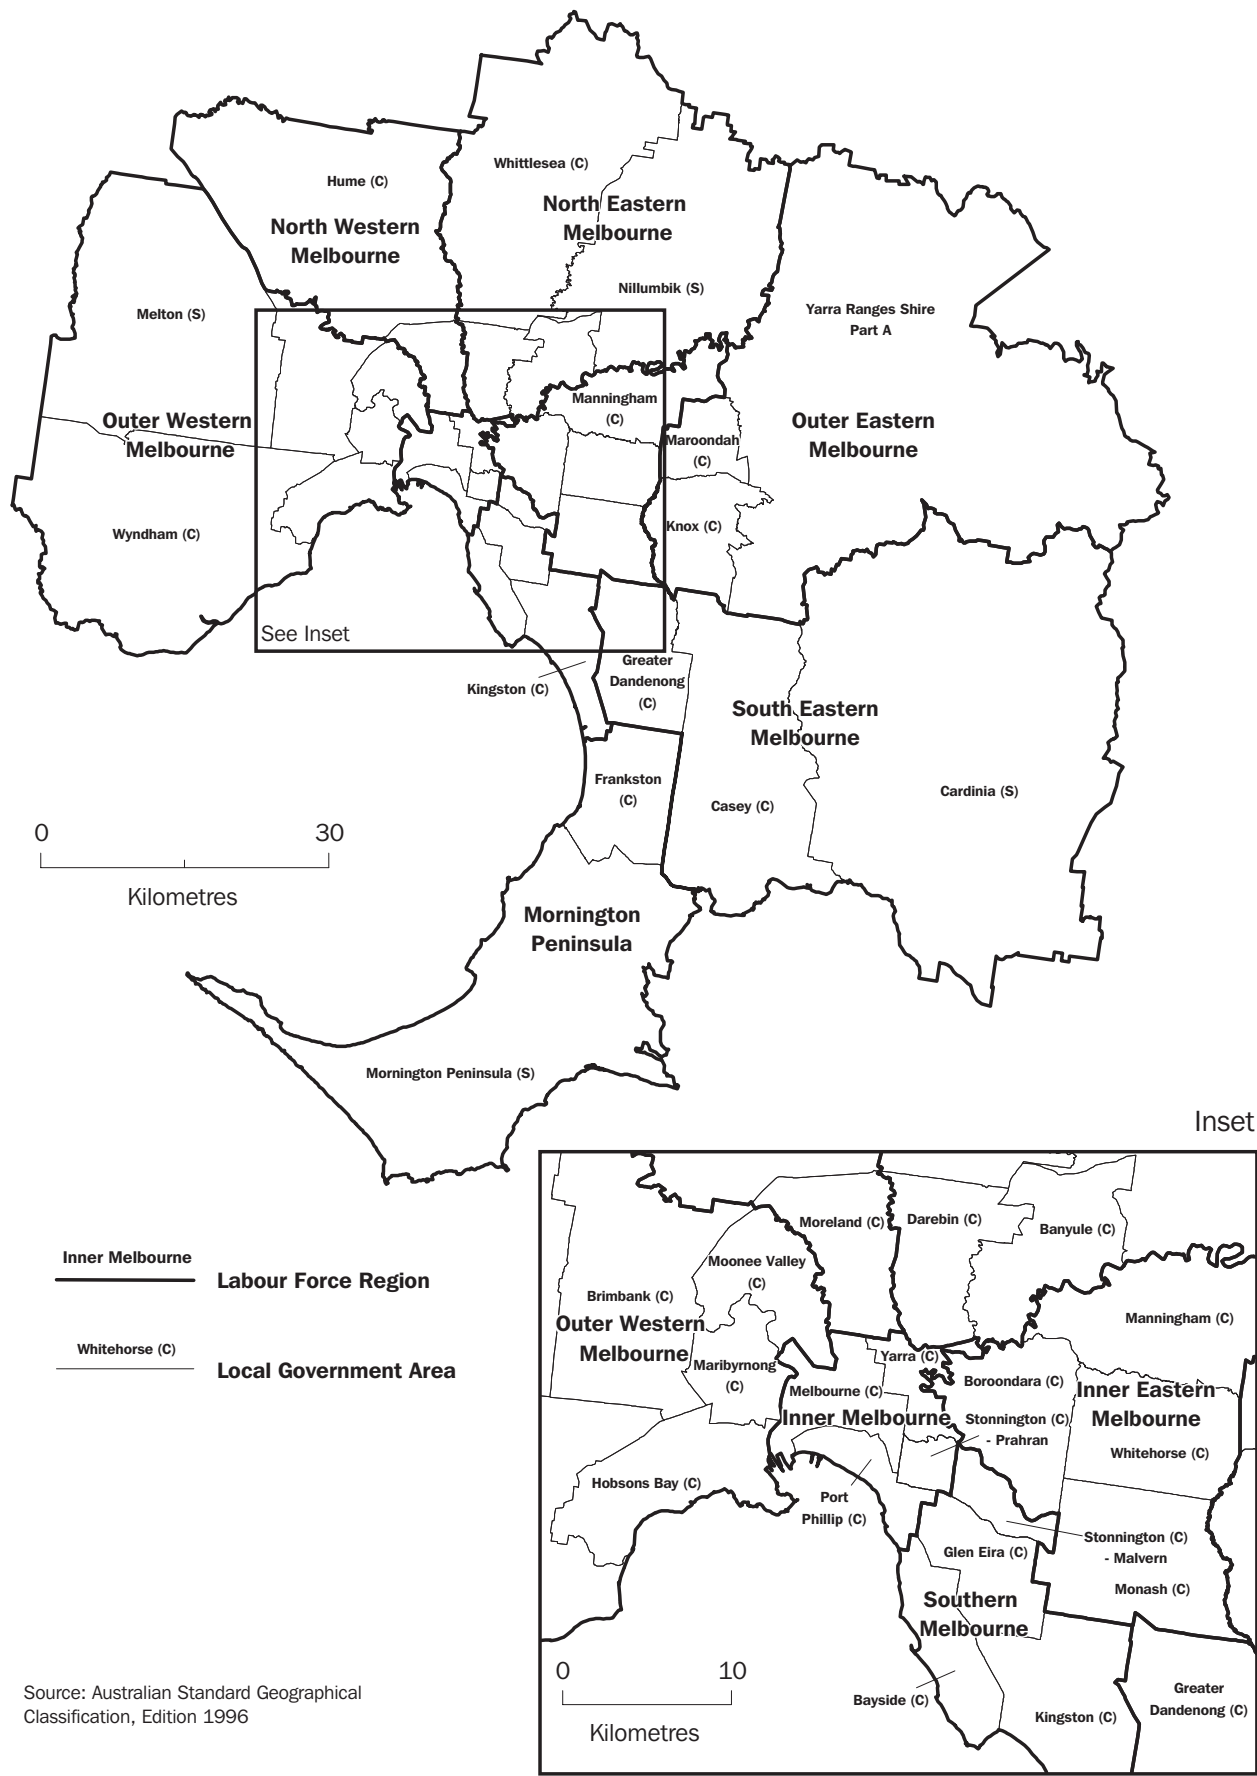 Whittlesea (C)
Hume (C)
North Eastern
Melbourne
North Western
Melbourne
Nillumbik (S)
Melton (S)
Yarra Ranges Shire
Part A
Manningham
(C)
Outer Western
Melbourne
Outer Eastern
Melbourne
Maroondah
(C)
Knox (C)
Wyndham (C)
See Inset
Greater
Dandenong
(C)
Kingston (C)
South Eastern
Melbourne
Frankston
(C)
Casey (C)
Cardinia (S)
0 30
Kilometres
Mornington
Peninsula
Mornington Peninsula (S)
Inset
Moreland (C)
Darebin (C)
Banyule (C)
Moonee Valley
(C)
Brimbank (C)
Outer Western
Melbourne
Manningham (C)
Yarra (C)
Maribyrnong
(C)
Melbourne (C)
Boroondara (C)
Inner Eastern
Melbourne
Inner Melbourne
Stonnington (C)
- Prahran
Whitehorse (C)
Hobsons Bay (C)
Port
Phillip (C)
Stonnington (C)
- Malvern
Glen Eira (C)
Monash (C)
Southern
Melbourne
Bayside (C)
Kingston (C)
Greater
Dandenong (C)
0 10
Kilometres
Inner Melbourne
Labour Force Region
Whitehorse (C)
Local Government Area
Source: Australian Standard Geographical
Classification, Edition 1996